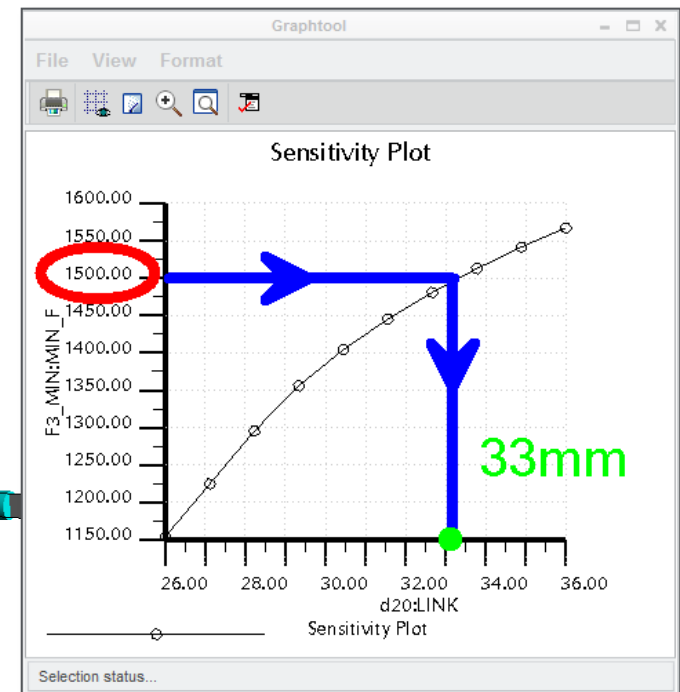 Graphtool
File View Format
Sensitivity Plot
1600.00
1550.00
1500.00
1450.00
1400.00
1350.00
1300.00
1250.00
1200.00
1150.00
F3_MIN:MIN_F
33mm
26.00 28.00 30.00 32.00 34.00 36.00
d20:LINK
Sensitivity Plot
Selection status...